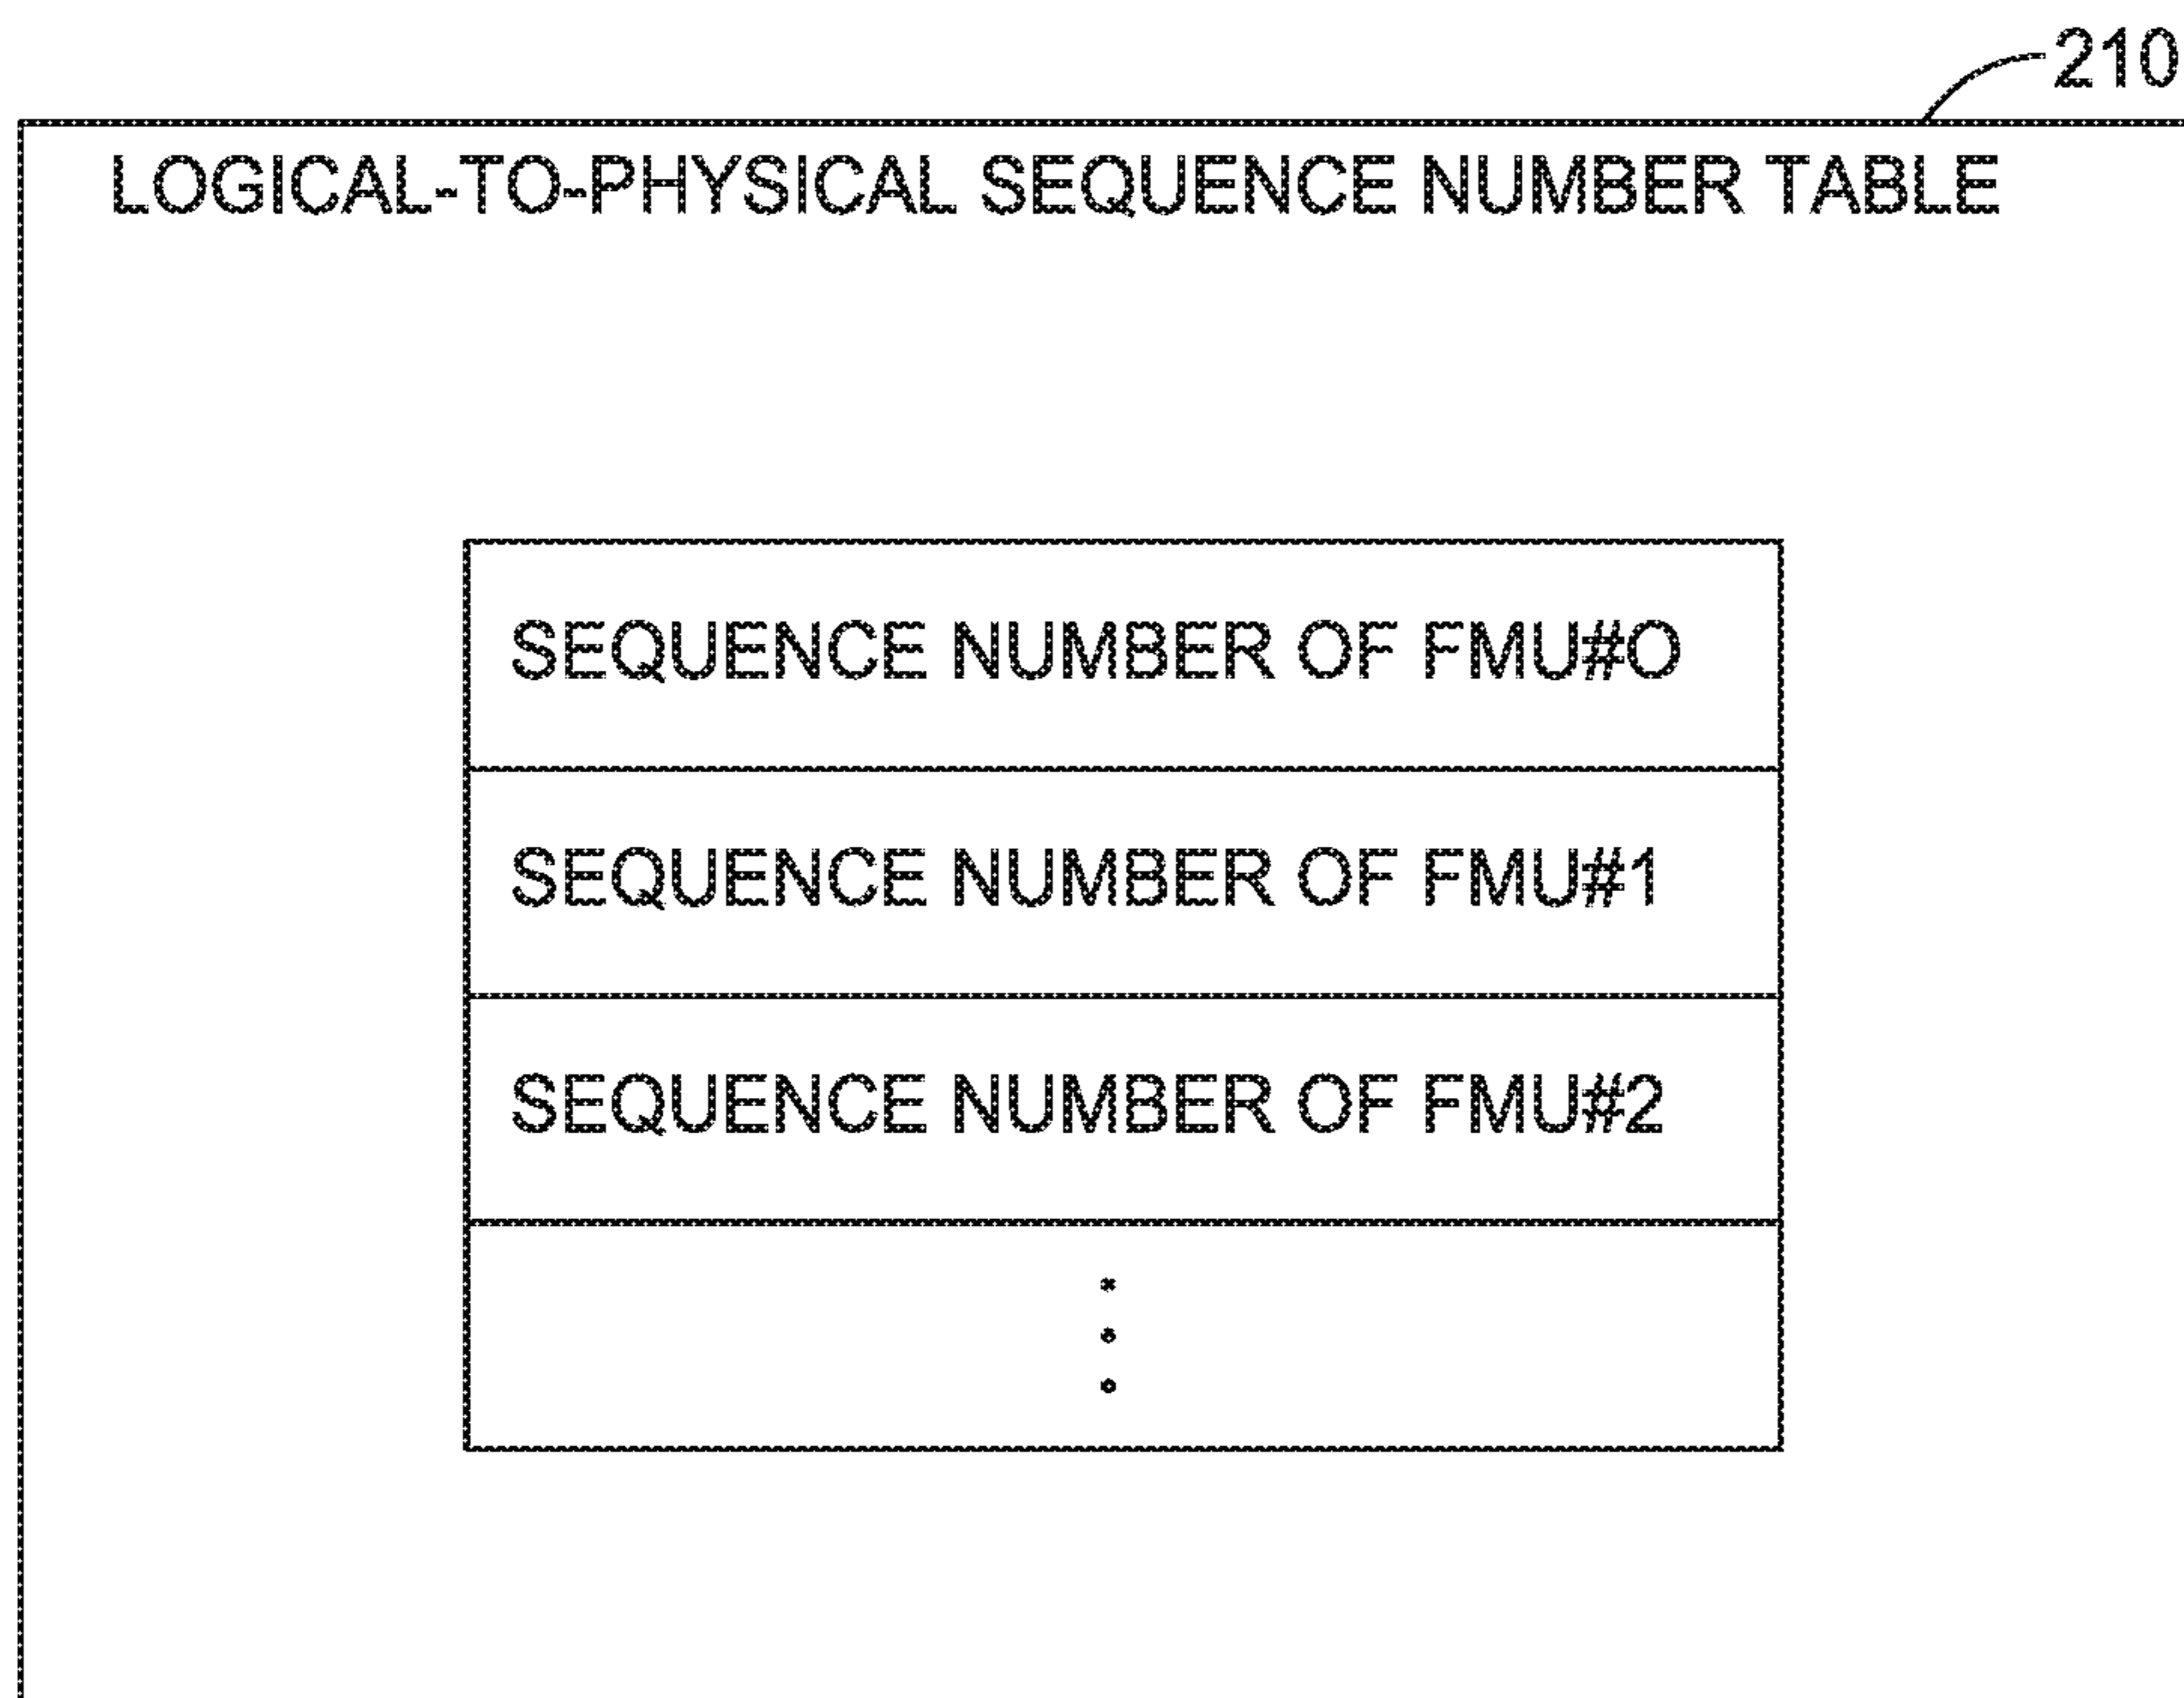 210
LOGICAL-TO-PHYSICAL SEQUENCE NUMBER TABLE
SEQUENCE NUMBER OF FMU#O
SEQUENCE NUMBER OF FMU#1
SEQUENCE NUMBER OF FMU#2